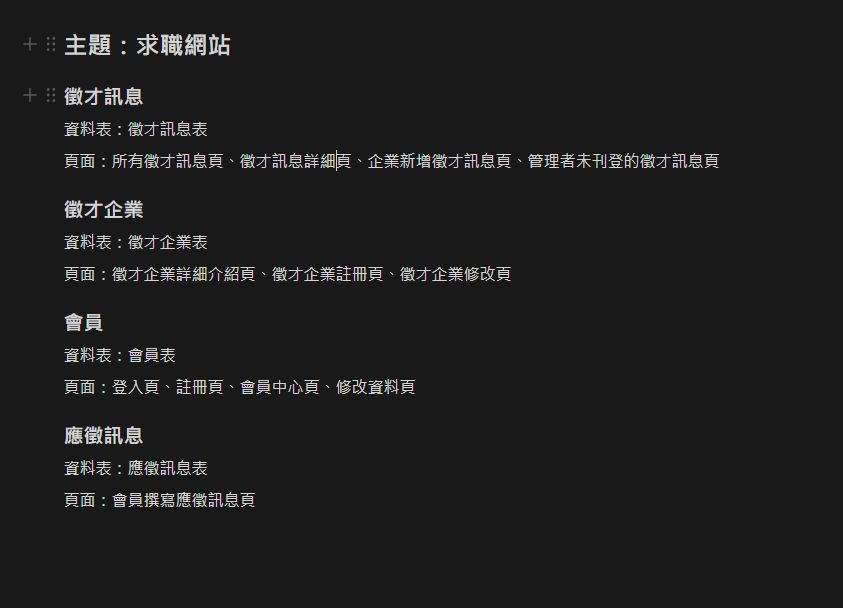 主題：求職網站
徵才訊息
資料表：徵才訊息表
頁面：所有徵才訊息頁、徵才訊息詳細頁、企業新增徵才訊息頁、管理者未刊登的徵才訊息頁
徵才企業
資料表：徵才企業表
頁面：徵才企業詳細介紹頁、徵才企業註冊頁、徵才企業修改頁
會員
資料表：會員表
頁面：登入頁、註冊頁、會員中心頁、修改資料頁
應徵訊息
資料表：應徵訊息表
頁面：會員撰寫應徵訊息頁